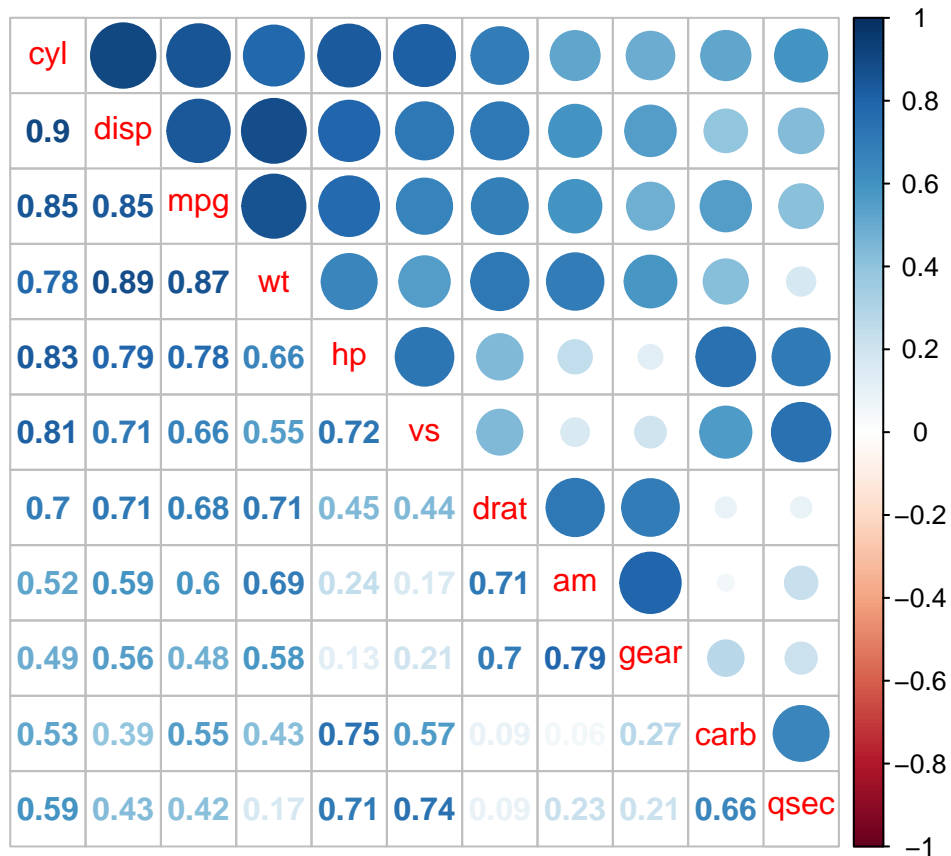 cyl
0.9 disp
0.85 0.85 mpg
0.78 0.89 0.87 wt
0.83 0.79 0.78 0.66 hp
0.81 0.71 0.66 0.55 0.72 vs
0.7 0.71 0.68 0.71 0.45 0.44 drat
0.52 0.59 0.6 0.69 0.24 0.17 0.71 am
0.49 0.56 0.48 0.58 0.13 0.21 0.7 0.79 gear
0.53 0.39 0.55 0.43 0.75 0.57 0.09 0.06 0.27 carb
0.59 0.43 0.42 0.17 0.71 0.74 0.09 0.23 0.21 0.66 qsec
1
0.8
0.6
0.4
0.2
0
−0.2
−0.4
−0.6
−0.8
−1